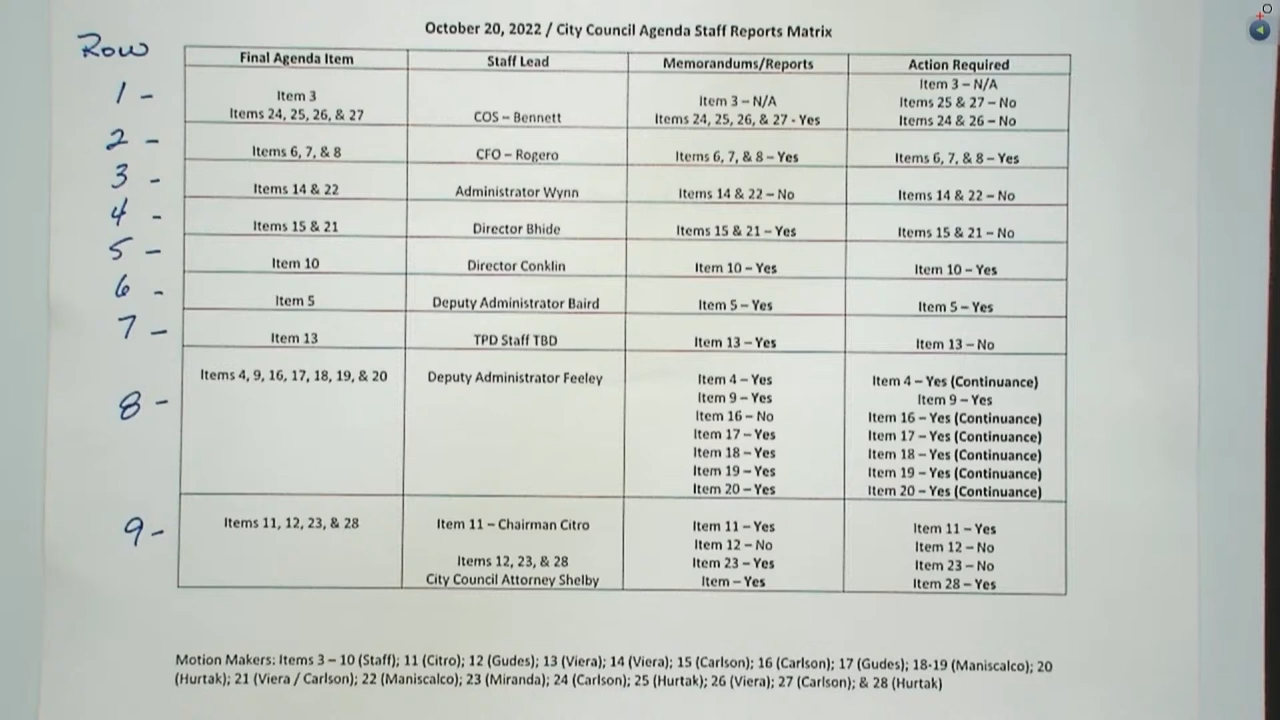 October 20, 2022 / City Council Agenda Staff Reports Matrix
Row
Final Agenda Item Staff Lead Memorandums/Reports Action Required
1 -
Item 3 – N/A
Item 3 Item 3 – N/A Items 25 & 27 – No
Items 24, 25, 26, & 27 COS – Bennett Items 24, 25, 26, & 27 - Yes Items 24 & 26 – No
2 - Items 6, 7, & 8 CFO – Rogero Items 6, 7, & 8 – Yes Items 6, 7, & 8 – Yes
3 - Items 14 & 22 Administrator Wynn Items 14 & 22 – No Items 14 & 22 – No
4 - Items 15 & 21 Director Bhide Items 15 & 21 – Yes Items 15 & 21 – No
5 - Item 10 Director Conklin Item 10 – Yes Item 10 – Yes
6 - Item 5 Deputy Administrator Baird Item 5 – Yes Item 5 – Yes
7 - Item 13 TPD Staff TBD Item 13 – Yes Item 13 – No
8 - Items 4, 9, 16, 17, 18, 19, & 20 Deputy Administrator Feeley Item 4 – Yes Item 4 – Yes (Continuance)
Item 9 – Yes Item 9 – Yes
Item 16 – No Item 16 – Yes (Continuance)
Item 17 – Yes Item 17 – Yes (Continuance)
Item 18 – Yes Item 18 – Yes (Continuance)
Item 19 – Yes Item 19 – Yes (Continuance)
Item 20 – Yes Item 20 – Yes (Continuance)
9- Items 11, 12, 23, & 28 Item 11 – Chairman Citro Item 11 – Yes Item 11 – Yes
Item 12 – No Item 12 – No
Items 12, 23, & 28 Item 23 – Yes Item 23 – No
City Council Attorney Shelby Item – Yes Item 28 – Yes
Motion Makers: Items 3 – 10 (Staff); 11 (Citro); 12 (Gudes); 13 (Viera); 14 (Viera); 15 (Carlson); 16 (Carlson); 17 (Gudes); 18-19 (Maniscalco); 20
(Hurtak); 21 (Viera / Carlson); 22 (Maniscalco); 23 (Miranda); 24 (Carlson); 25 (Hurtak); 26 (Viera); 27 (Carlson); & 28 (Hurtak)